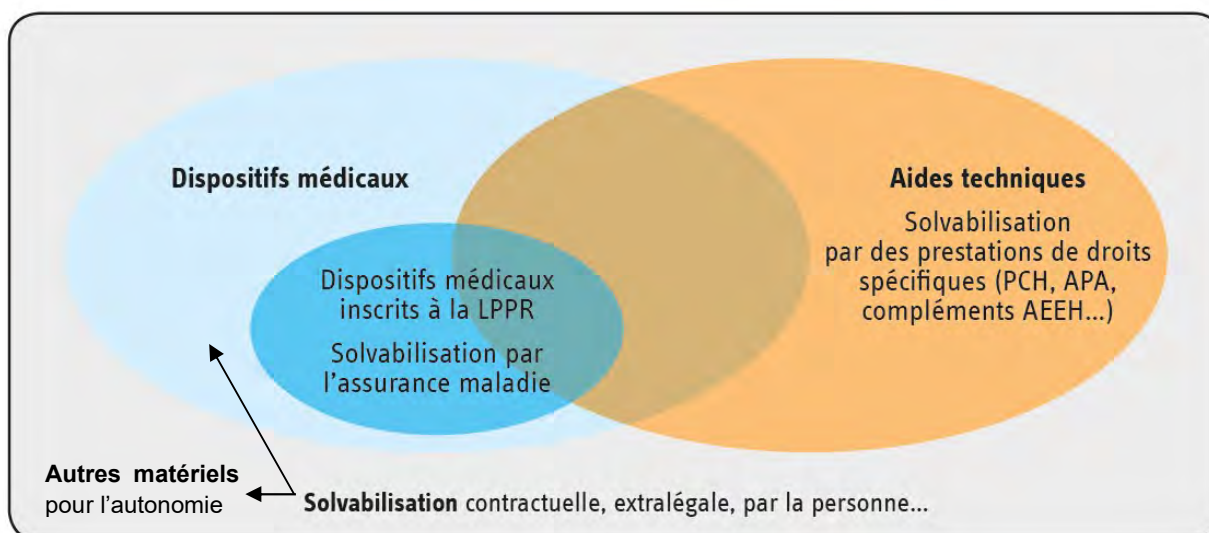 Dispositifs médicaux
Dispositifs médicaux
inscrits à la LPPR
Solvabilisation par
l’assurance maladie
Aides techniques
Solvabilisation
par des prestations de droits
spécifiques (PCH, APA,
compléments AEEH...)
Autres matériels
pour l’autonomie
Solvabilisation contractuelle, extralégale, par la personne...